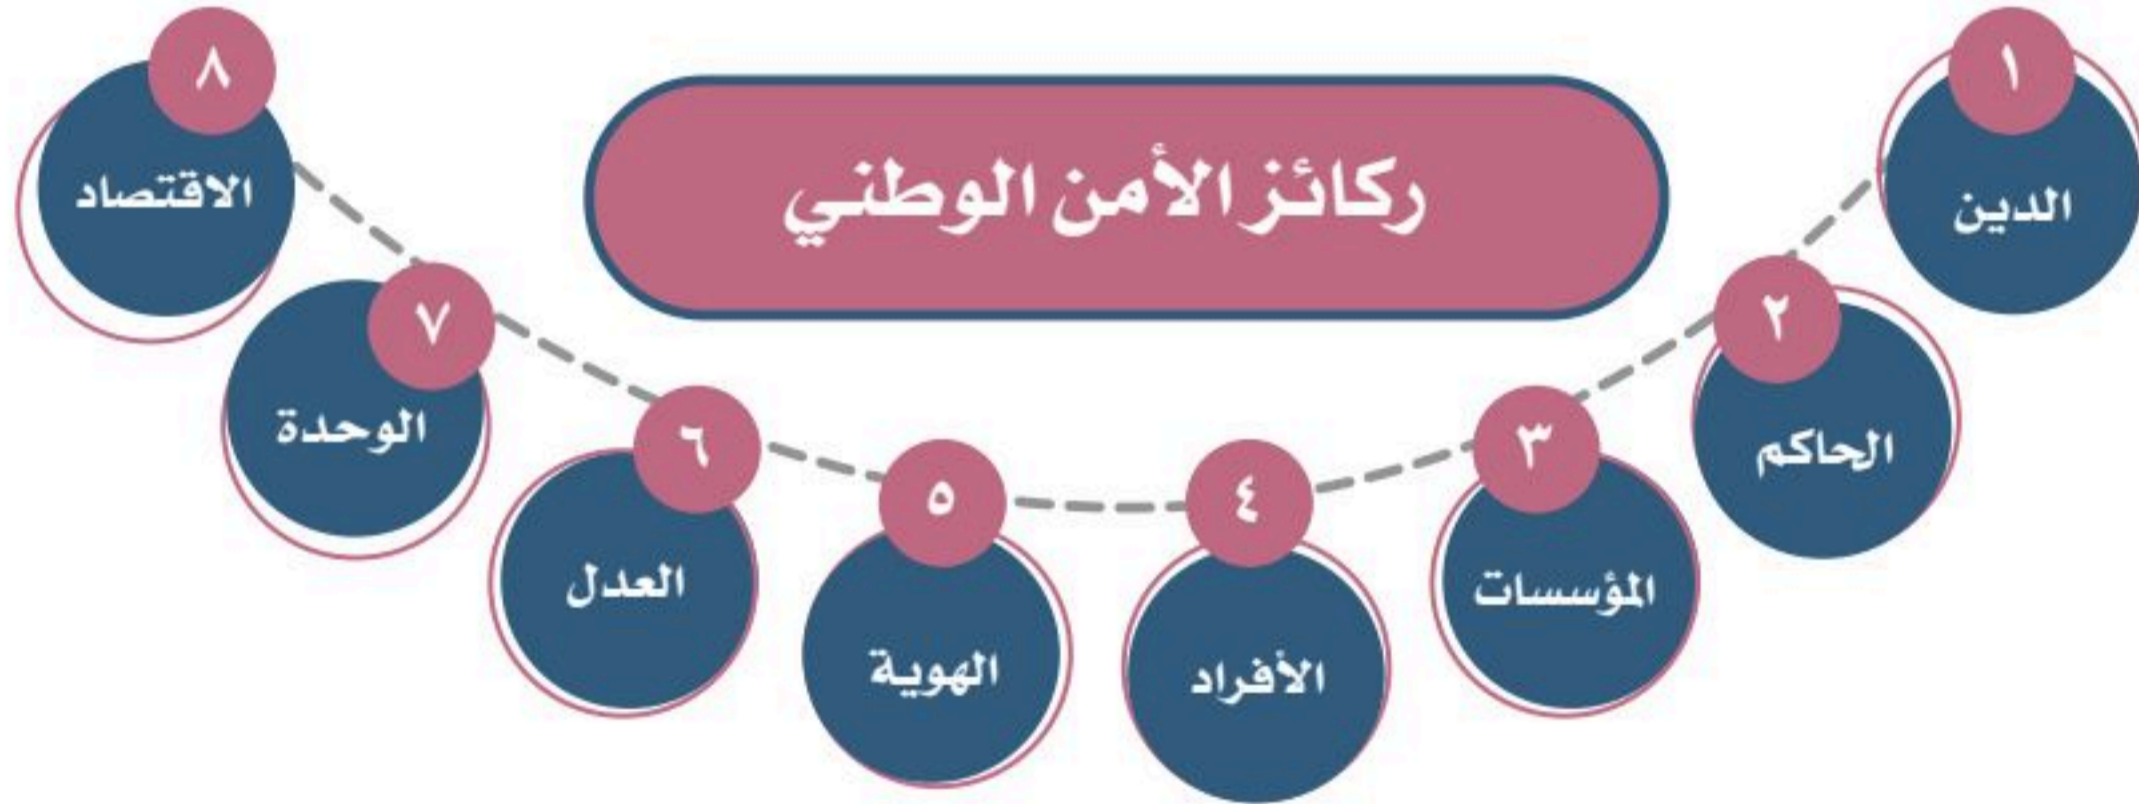 ركائز الأمن الوطني
١
الدين
٢
الحاكم
٣
المؤسسات
٤
الأفراد
٥
الهوية
٦
العدل
٧
الوحدة
٨
الاقتصاد